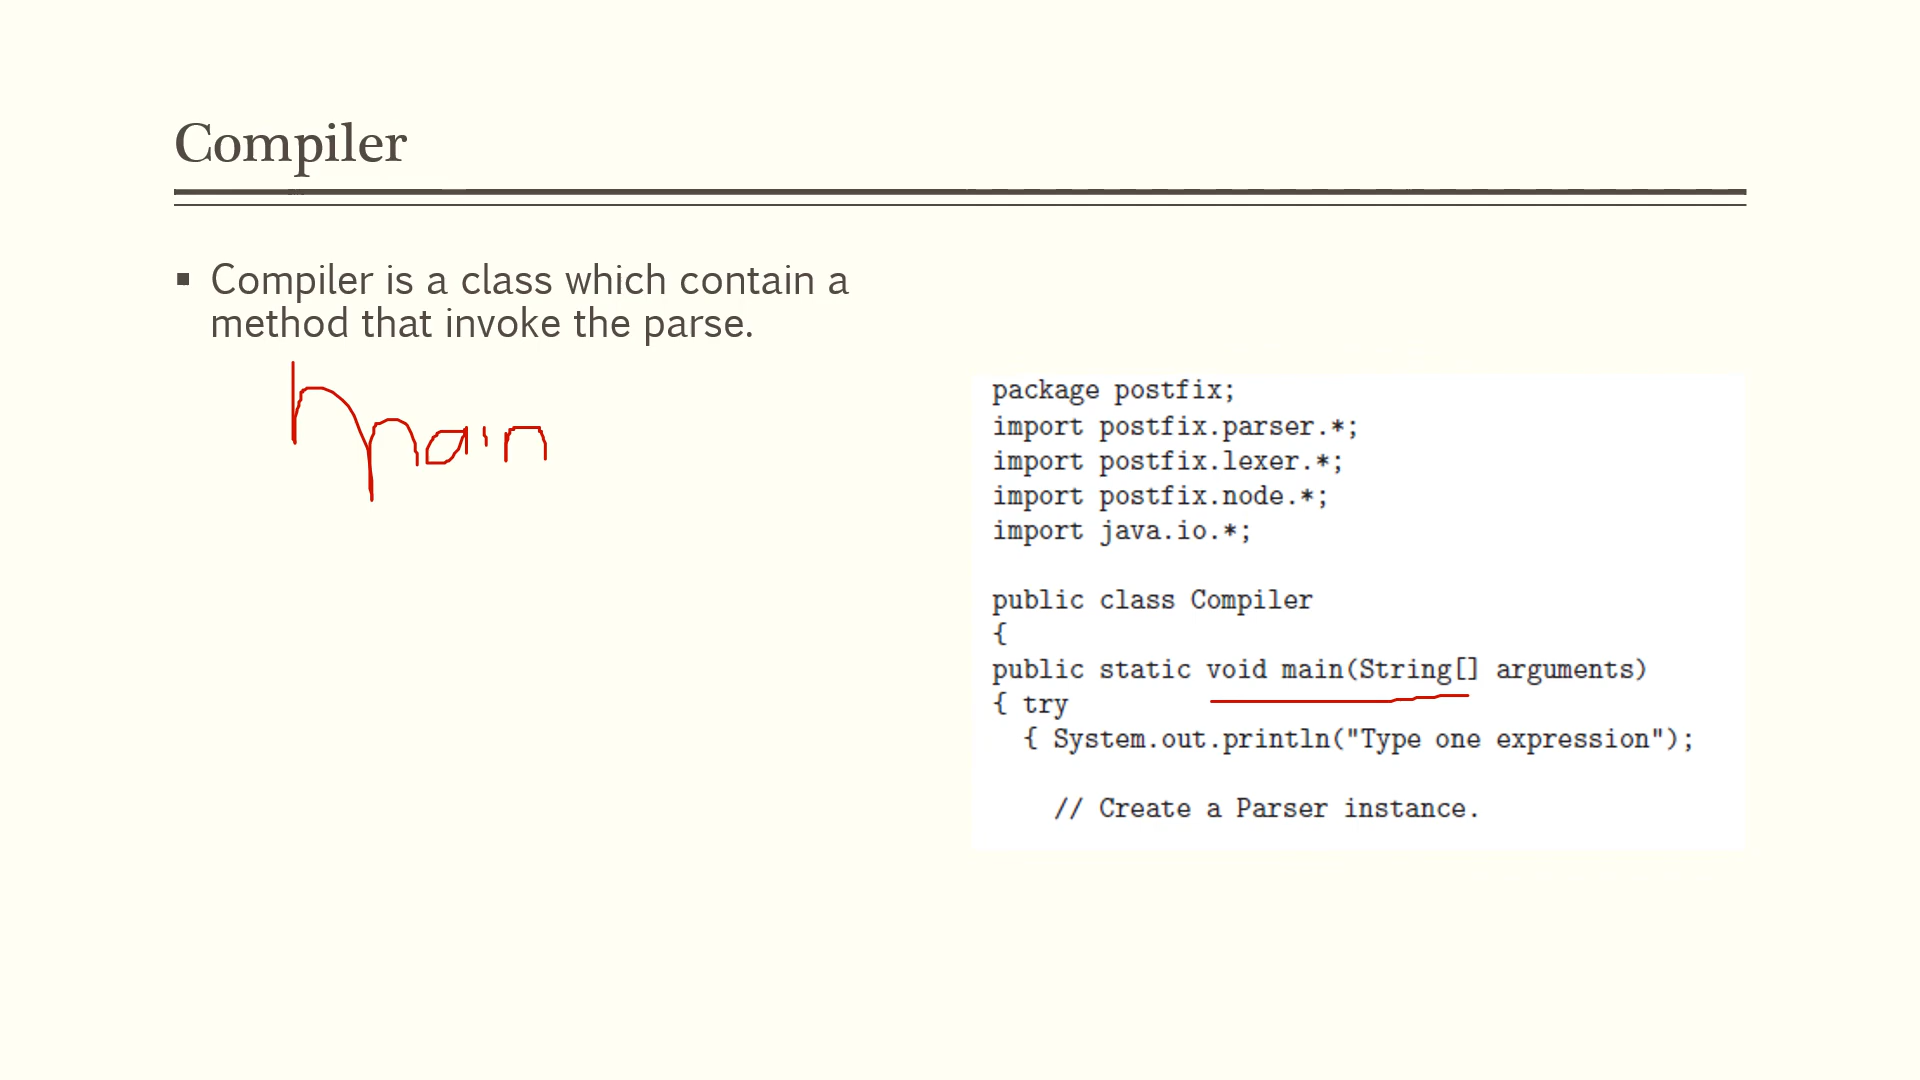 Compiler
▪ Compiler is a class which contain a
method that invoke the parse.
main
package postfix;
import postfix.parser.*;
import postfix.lexer.*;
import postfix.node.*;
import java.io.*;
public class Compiler
{
public static void main(String[] arguments)
{ try
{ System.out.println("Type one expression");
// Create a Parser instance.